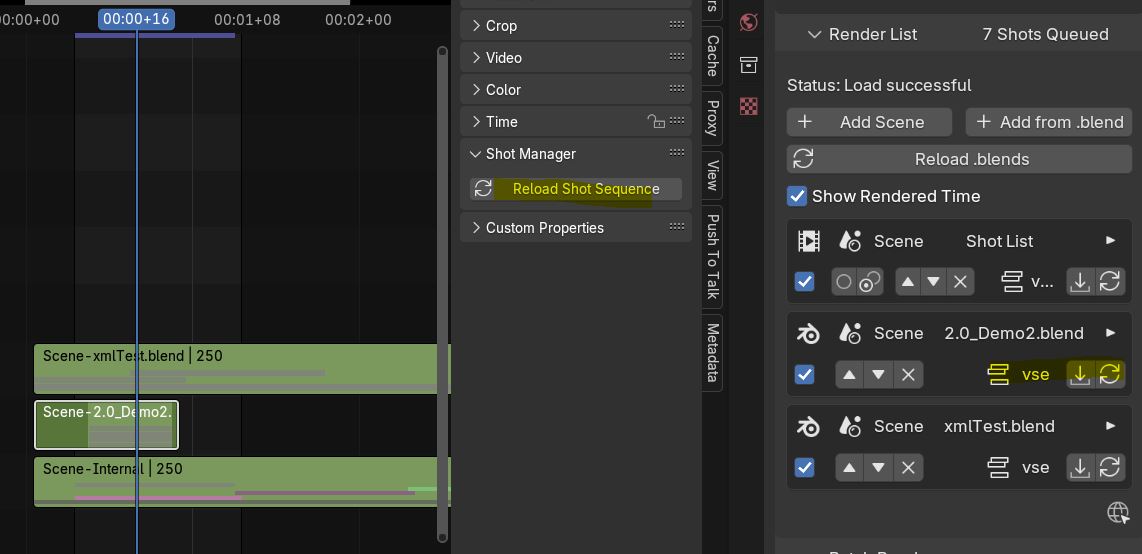 00:00+00
00:00+16
00:01+08
00:02+00
Scene-xmlTest.blend | 250
Scene-2.0_Demo2.
Scene-Internal | 250
Crop
Video
Color
Time
Shot Manager
Reload Shot Sequence
Custom Properties
Cache
Proxy
View
Push To Talk
Metadata
Render List 7 Shots Queued
Status: Load successful
Add Scene Add from .blend
Reload .blends
Show Rendered Time
Scene Shot List
v...
Scene 2.0_Demo2.blend
vse
Scene xmlTest.blend
vse